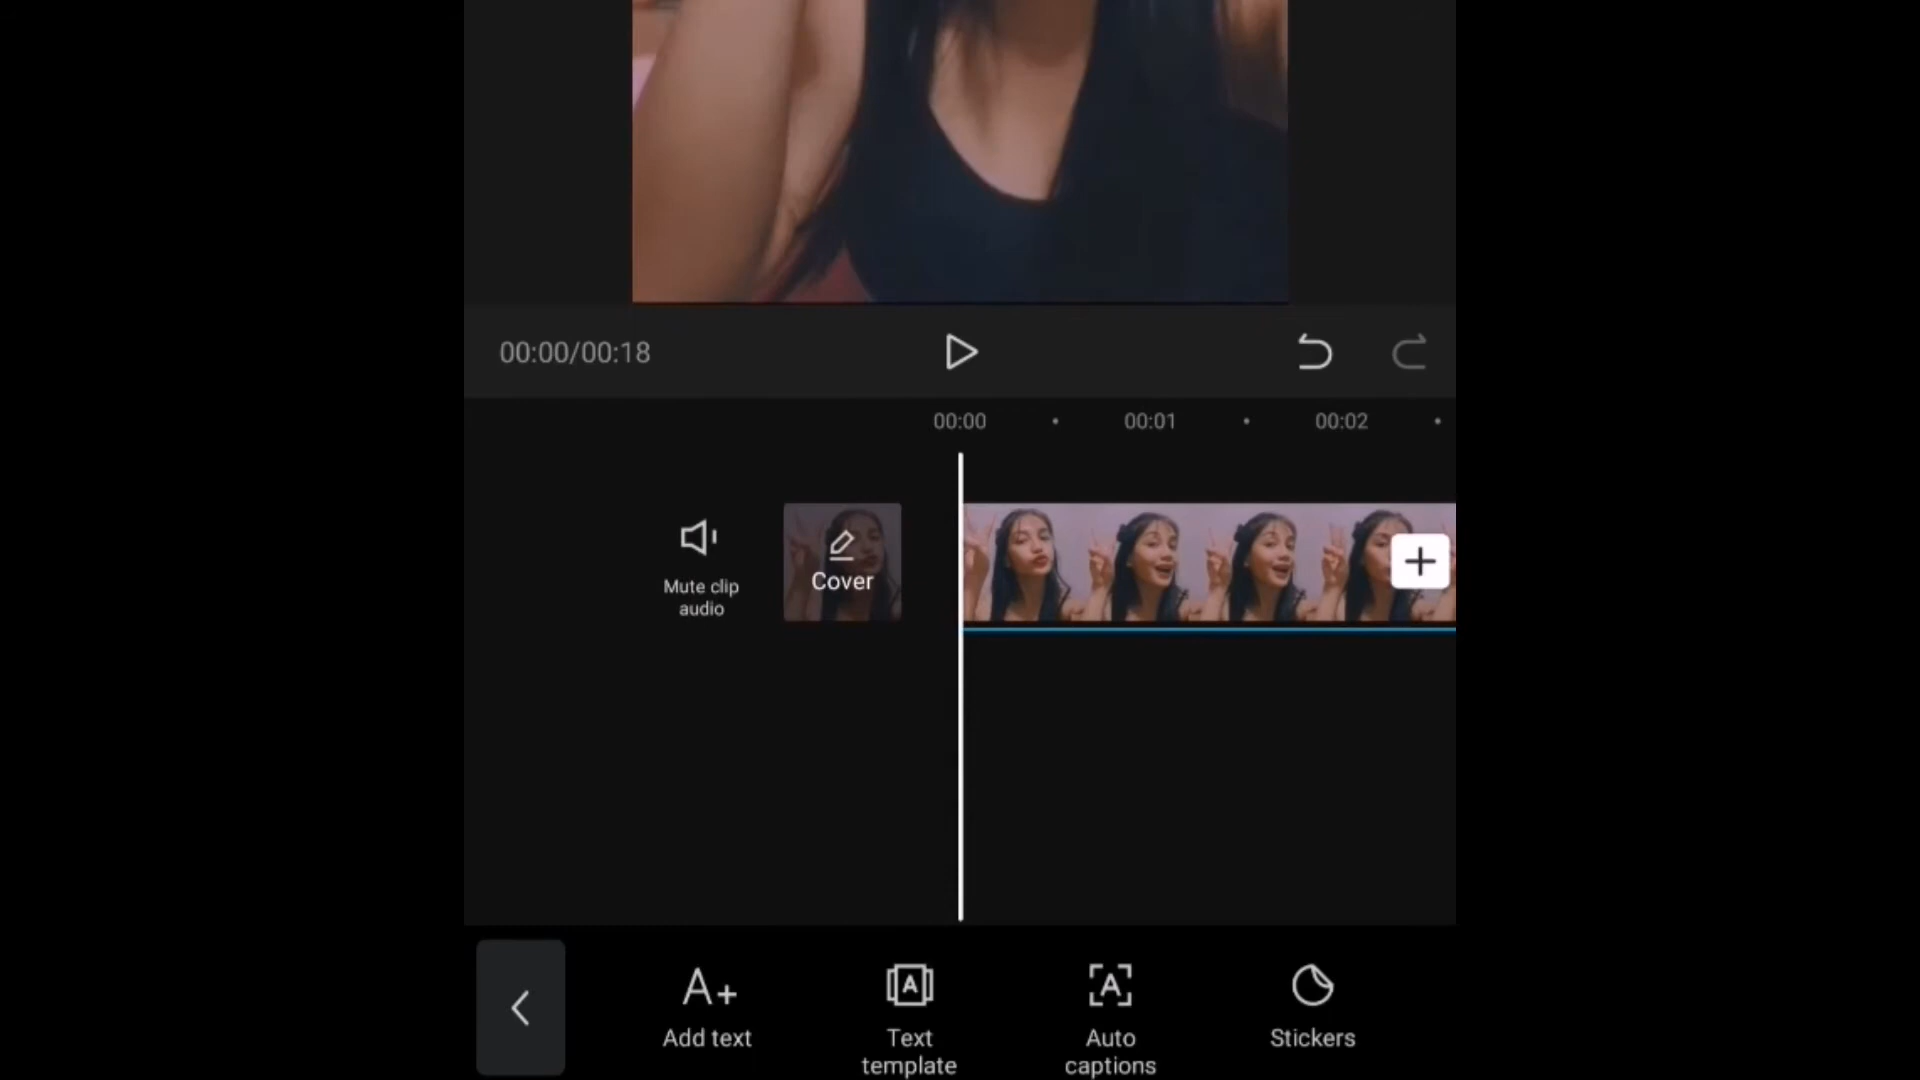 00:00/00:18
00:00 00:01 00:02
Mute clip
audio
Cover
A+ A A
Add text
Text
template
Auto
captions
Stickers